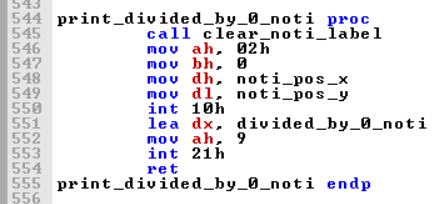 543
544 print_divided_by_0_noti proc
545 call clear_noti_label
546 mov ah, 02h
547 mov bh, 0
548 mov dh, noti_pos_x
549 mov dl, noti_pos_y
550 int 10h
551 lea dx, divided_by_0_noti
552 mov ah, 9
553 int 21h
554 ret
555 print_divided_by_0_noti endp
556